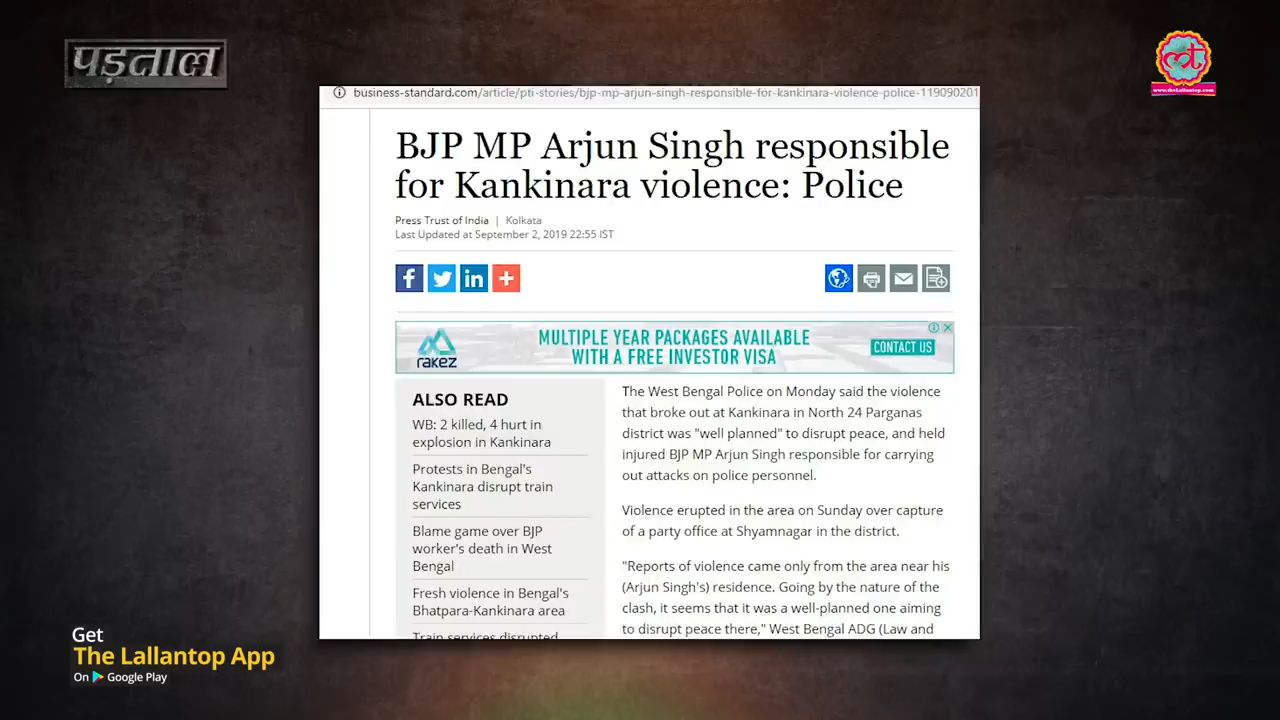 पड़ताल
लт
www.thelallantop.com
business-standard.com/article/pti-stories/bjp-mp-arjun-singh-responsible-for-kankinara-violence-police-119090201
BJP MP Arjun Singh responsible
for Kankinara violence: Police
Press Trust of India | Kolkata
Last Updated at September 2, 2019 22:55 IST
MULTIPLE YEAR PACKAGES AVAILABLE
WITH A FREE INVESTOR VISA
rakez
CONTACT US
ALSO READ
WB: 2 killed, 4 hurt in
explosion in Kankinara
Protests in Bengal's
Kankinara disrupt train
services
Blame game over BJP
worker's death in West
Bengal
Fresh violence in Bengal's
Bhatpara-Kankinara area
Train services disrupted
The West Bengal Police on Monday said the violence
that broke out at Kankinara in North 24 Parganas
district was "well planned" to disrupt peace, and held
injured BJP MP Arjun Singh responsible for carrying
out attacks on police personnel.
Violence erupted in the area on Sunday over capture
of a party office at Shyamnagar in the district.
"Reports of violence came only from the area near his
(Arjun Singh's) residence. Going by the nature of the
clash, it seems that it was a well-planned one aiming
to disrupt peace there," West Bengal ADG (Law and
Get
The Lallantop App
On Google Play